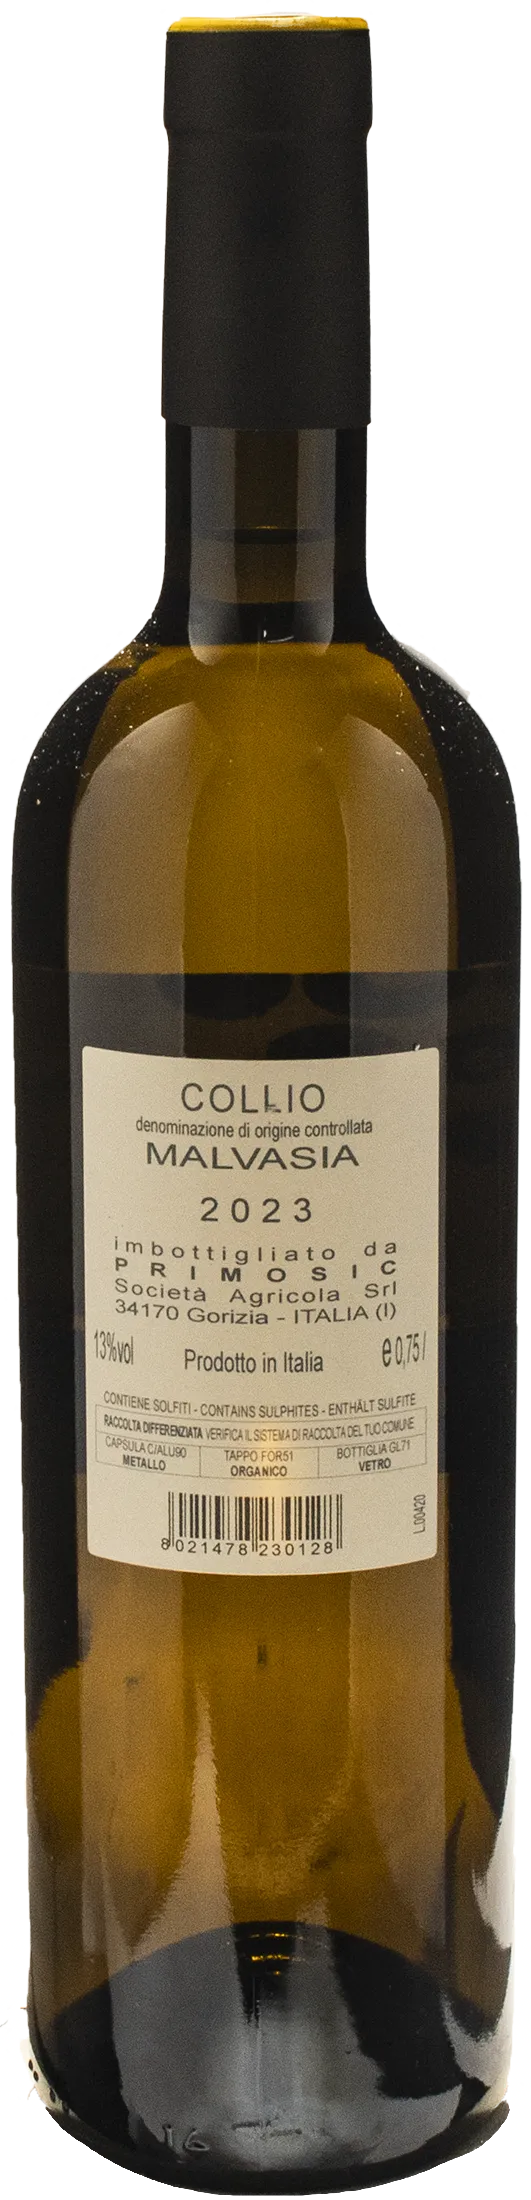 COLLIO
denominazione di origine controllata
MALVASIA
2023
imbottigliato da
PRIMOSIC
Società Agricola Srl
34170 Gorizia - ITALIA (I)
13%vol Prodotto in Italia e 0,75 l
CONTIENE SOLFITI - CONTAINS SULPHITES - ENTHÄLT SULFITE
RACCOLTA DIFFERENZIATA VERIFICA IL SISTEMA DI RACCOLTA DEL TUO COMUNE
CAPSULA C/ALU90 TAPPO FOR51 BOTTIGLIA GL71
METALLO ORGANICO VETRO
L.00420
8 021478 230128
16